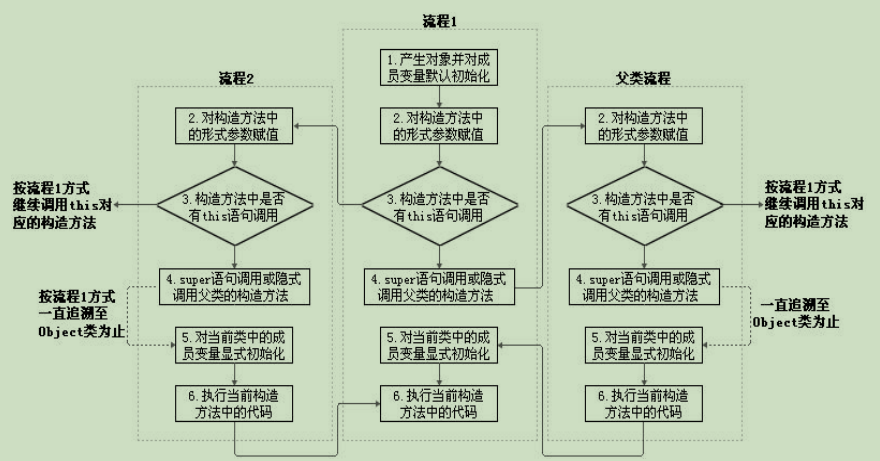 流程1
1.产生对象并对成
员变量默认初始化
流程2
2.对构造方法中
的形式参数赋值
3.构造方法中是否
有this语句调用
按流程1方式
继续调用this对
应的构造方法
4.super语句调用或隐式
调用父类的构造方法
按流程1方式
一直追溯至
Object类为止
5.对当前类中的成
员变量显式初始化
6.执行当前构造
方法中的代码
2.对构造方法中
的形式参数赋值
3.构造方法中是否
有this语句调用
4.super语句调用或隐式
调用父类的构造方法
5.对当前类中的成
员变量显式初始化
6.执行当前构造
方法中的代码
父类流程
2.对构造方法中
的形式参数赋值
3.构造方法中是否
有this语句调用
按流程1方式
继续调用this对
应的构造方法
4.super语句调用或隐式
调用父类的构造方法
一直追溯至
Object类为止
5.对当前类中的成
员变量显式初始化
6.执行当前构造
方法中的代码